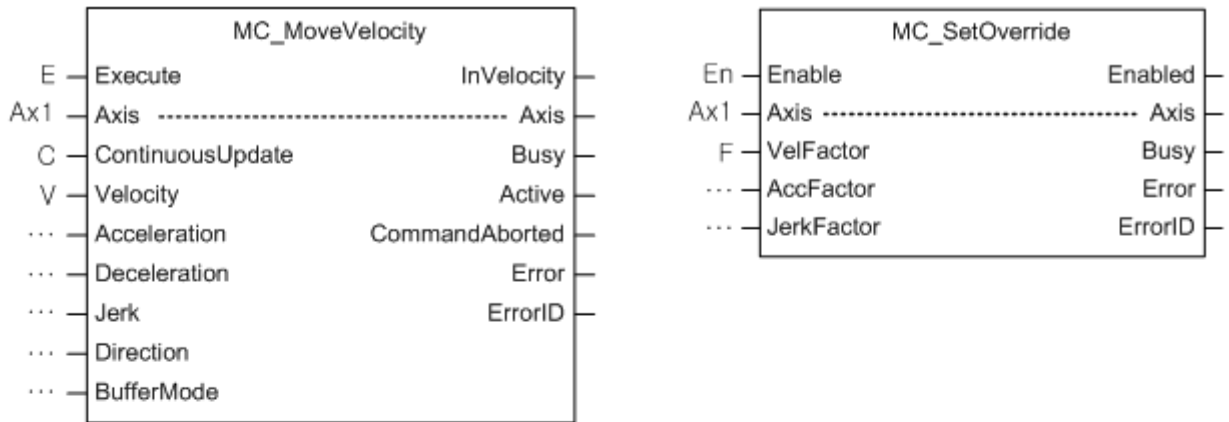 MC_MoveVelocity
E Execute InVelocity
Ax1 Axis Axis
C ContinuousUpdate Busy
V Velocity Active
... Acceleration CommandAborted
... Deceleration Error
... Jerk ErrorID
... Direction
... BufferMode
MC_SetOverride
En Enable Enabled
Ax1 Axis Axis
F VelFactor Busy
... AccFactor Error
... JerkFactor ErrorID